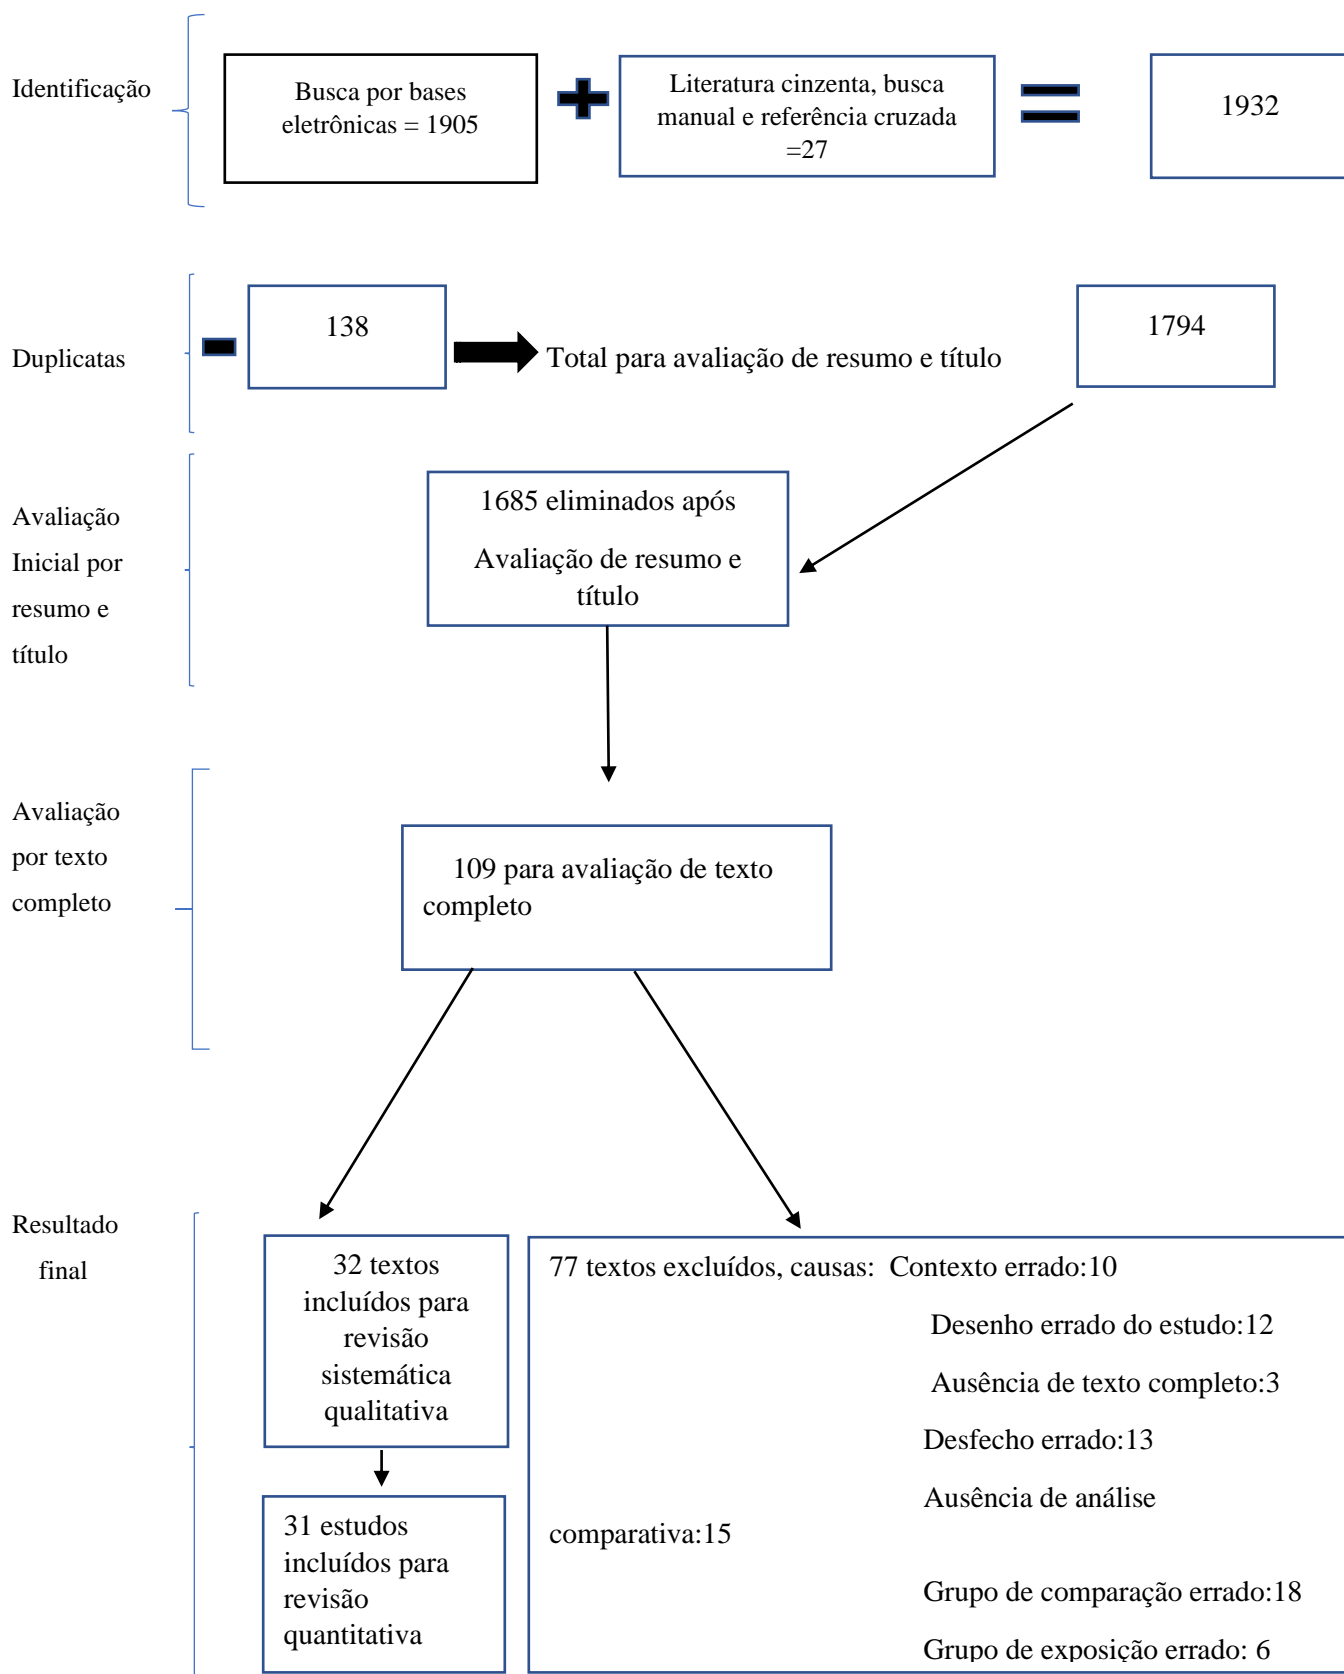 Identificação
Busca por bases
eletrônicas = 1905
Literatura cinzenta, busca
manual e referência cruzada
=27
1932
Duplicatas
138
Total para avaliação de resumo e título
1794
Avaliação
Inicial por
resumo e
título
1685 eliminados após
Avaliação de resumo e
título
Avaliação
por texto
completo
109 para avaliação de texto
completo
Resultado
final
32 textos
incluídos para
revisão
sistemática
qualitativa
31 estudos
incluídos para
revisão
quantitativa
77 textos excluídos, causas: Contexto errado:10
Desenho errado do estudo:12
Ausência de texto completo:3
Desfecho errado:13
Ausência de análise
comparativa:15
Grupo de comparação errado:18
Grupo de exposição errado: 6